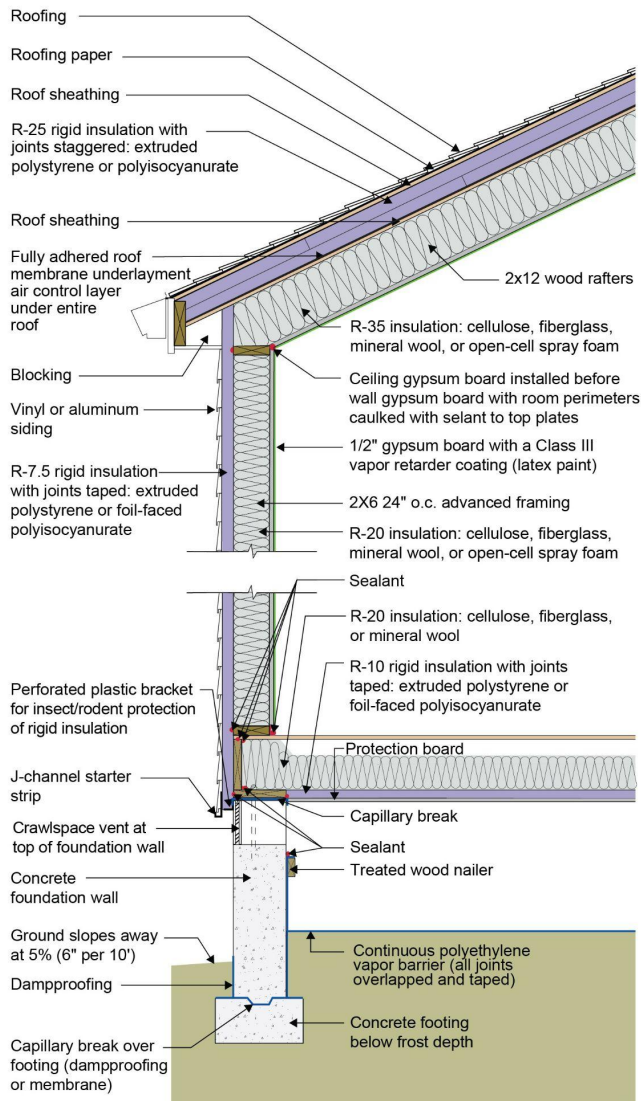 Roofing
Roofing paper
Roof sheathing
R-25 rigid insulation with
joints staggered: extruded
polystyrene or polyisocyanurate
Roof sheathing
Fully adhered roof
membrane underlayment
air control layer
under entire
roof
2x12 wood rafters
R-35 insulation: cellulose, fiberglass,
mineral wool, or open-cell spray foam
Blocking
Ceiling gypsum board installed before
wall gypsum board with room perimeters
caulked with selant to top plates
Vinyl or aluminum
siding
1/2" gypsum board with a Class III
vapor retarder coating (latex paint)
R-7.5 rigid insulation
with joints taped: extruded
polystyrene or foil-faced
polyisocyanurate
2X6 24" o.c. advanced framing
R-20 insulation: cellulose, fiberglass,
mineral wool, or open-cell spray foam
Sealant
R-20 insulation: cellulose, fiberglass,
or mineral wool
R-10 rigid insulation with joints
taped: extruded polystyrene or
foil-faced polyisocyanurate
Perforated plastic bracket
for insect/rodent protection
of rigid insulation
Protection board
J-channel starter
strip
Capillary break
Crawlspace vent at
top of foundation wall
Sealant
Treated wood nailer
Concrete
foundation wall
Ground slopes away
at 5% (6" per 10')
Continuous polyethylene
vapor barrier (all joints
overlapped and taped)
Dampproofing
Concrete footing
below frost depth
Capillary break over
footing (dampproofing
or membrane)